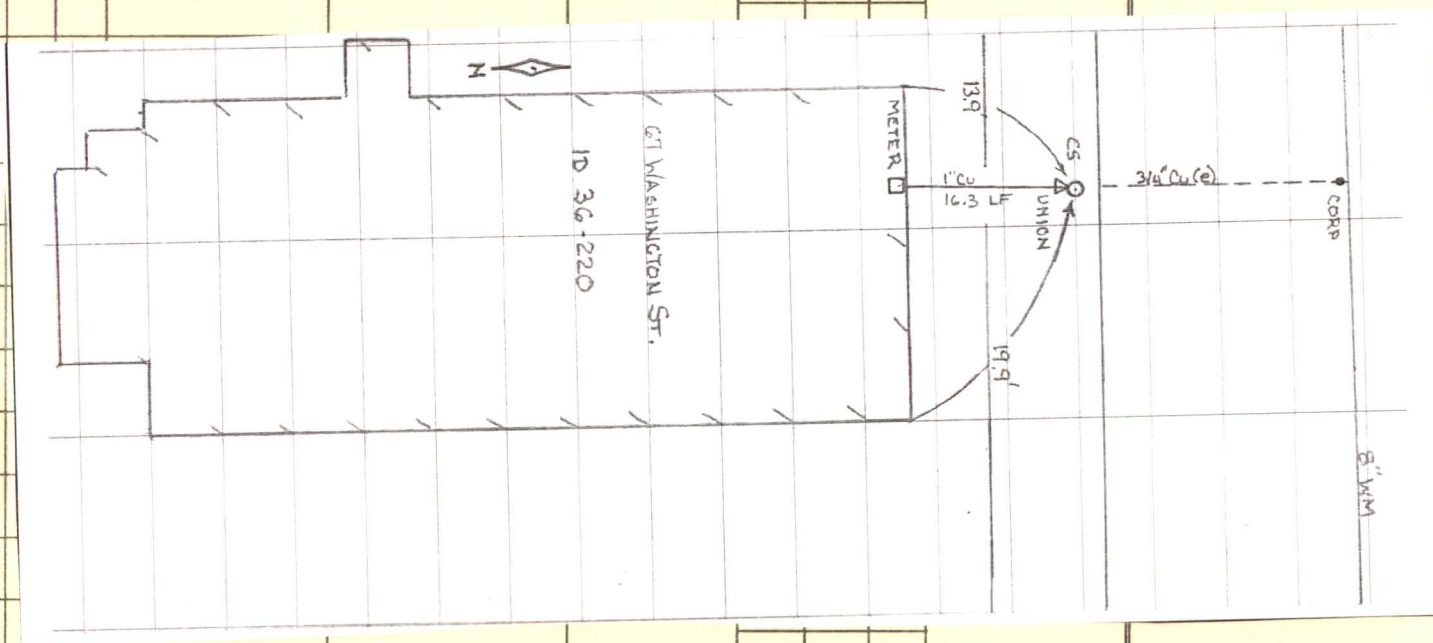 N
67 WASHINGTON ST.
ID 36-220
METER
13.9'
CS
1" Cu
16.3 LF
UNION
3/4" Cu (e)
CORP
19.9'
8" WM